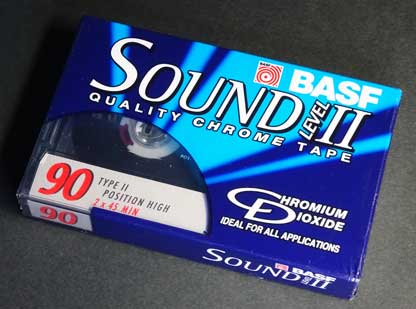 BASF
SOUND LEVEL II
QUALITY CHROME TAPE
90
TYPE II
POSITION HIGH
2 x 45 MIN
CHROMIUM
DIOXIDE
IDEAL FOR ALL APPLICATIONS
90
SOUND II
BASF